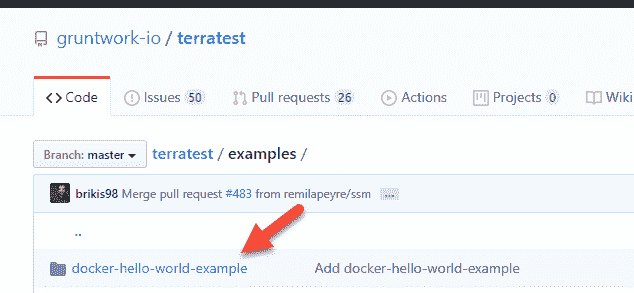 gruntwork-io / terratest
Code Issues 50 Pull requests 26 Actions Projects 0 Wiki
Branch: master terratest / examples /
brikis98 Merge pull request #483 from remilapeyre/ssm ...
..
docker-hello-world-example Add docker-hello-world-example